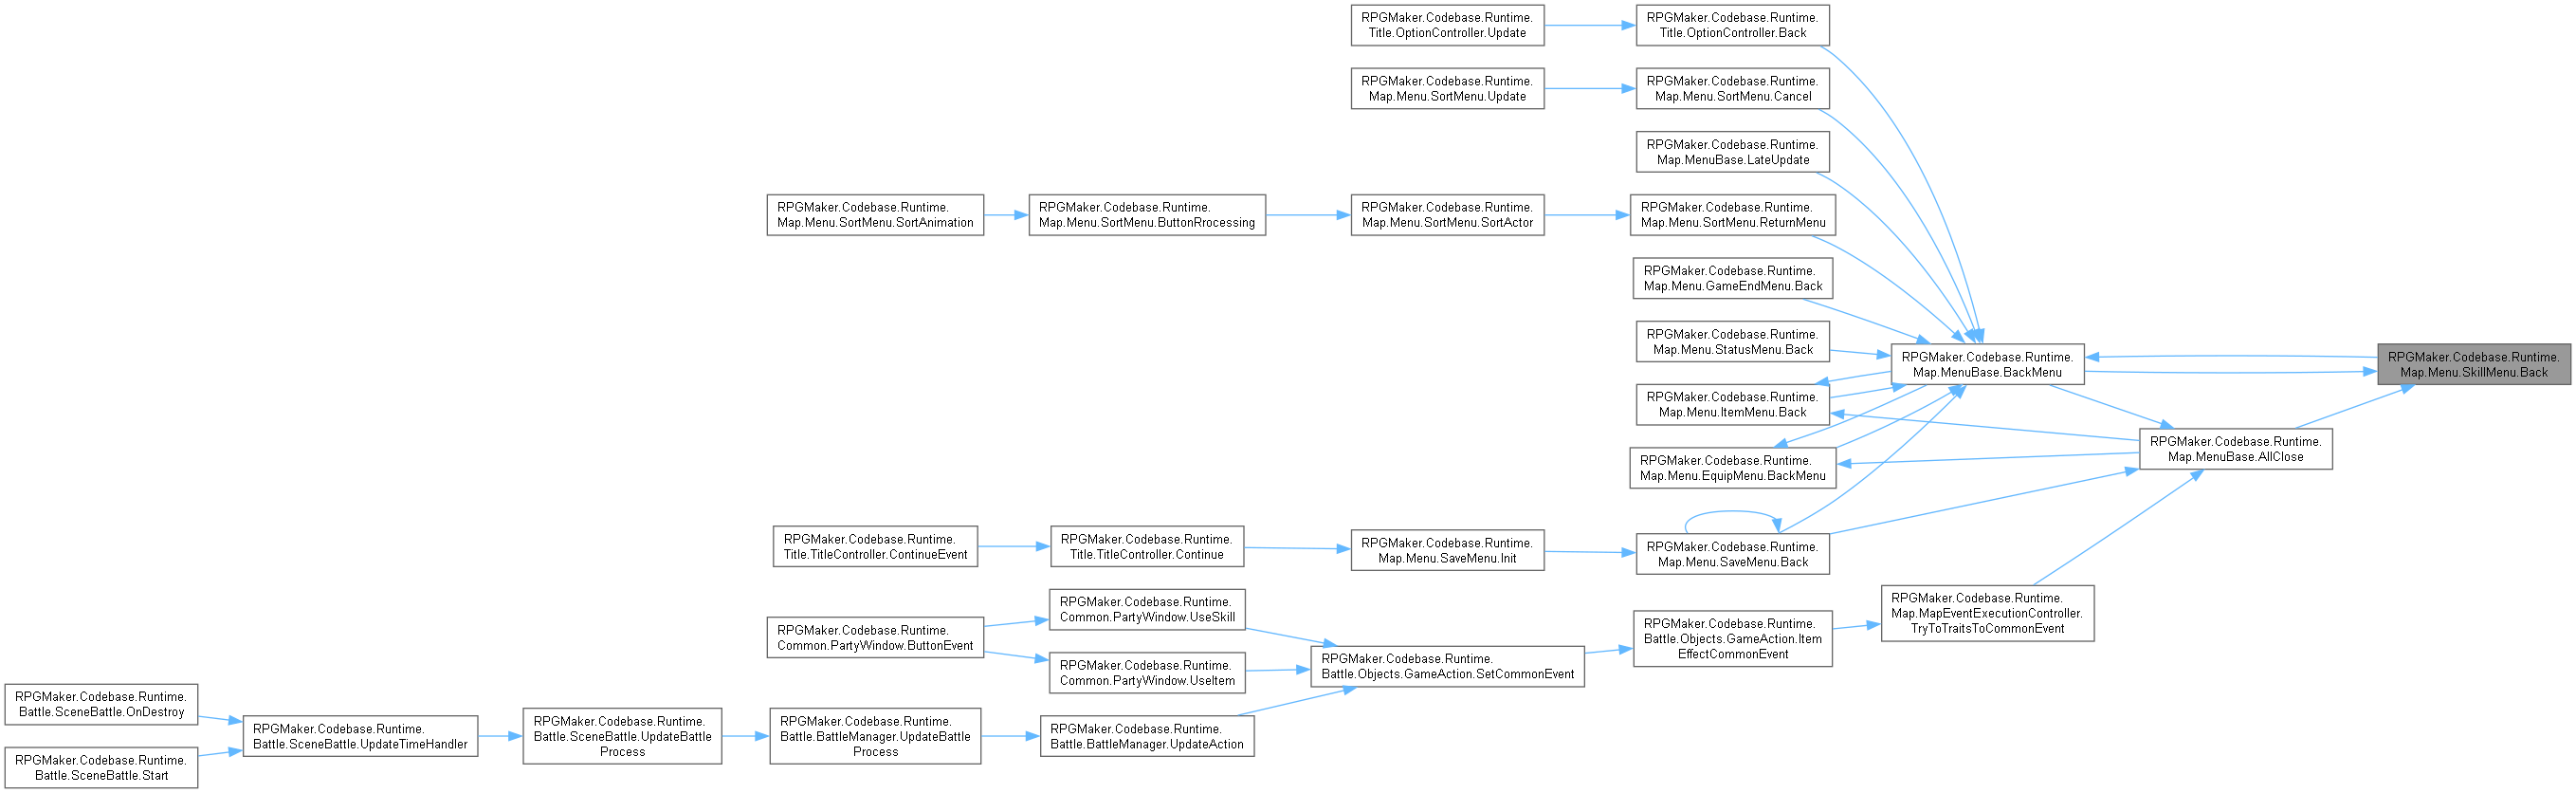 RPGMaker.Codebase.Runtime.
Title.OptionController.Update
RPGMaker.Codebase.Runtime.
Title.OptionController.Back
RPGMaker.Codebase.Runtime.
Map.Menu.SortMenu.Update
RPGMaker.Codebase.Runtime.
Map.Menu.SortMenu.Cancel
RPGMaker.Codebase.Runtime.
Map.MenuBase.LateUpdate
RPGMaker.Codebase.Runtime.
Map.Menu.SortMenu.SortAnimation
RPGMaker.Codebase.Runtime.
Map.Menu.SortMenu.ButtonRrocessing
RPGMaker.Codebase.Runtime.
Map.Menu.SortMenu.SortActor
RPGMaker.Codebase.Runtime.
Map.Menu.SortMenu.ReturnMenu
RPGMaker.Codebase.Runtime.
Map.Menu.GameEndMenu.Back
RPGMaker.Codebase.Runtime.
Map.Menu.StatusMenu.Back
RPGMaker.Codebase.Runtime.
Map.MenuBase.BackMenu
RPGMaker.Codebase.Runtime.
Map.Menu.SkillMenu.Back
RPGMaker.Codebase.Runtime.
Map.Menu.ItemMenu.Back
RPGMaker.Codebase.Runtime.
Map.MenuBase.AllClose
RPGMaker.Codebase.Runtime.
Map.Menu.EquipMenu.BackMenu
RPGMaker.Codebase.Runtime.
Title.TitleController.ContinueEvent
RPGMaker.Codebase.Runtime.
Title.TitleController.Continue
RPGMaker.Codebase.Runtime.
Map.Menu.SaveMenu.Init
RPGMaker.Codebase.Runtime.
Map.Menu.SaveMenu.Back
RPGMaker.Codebase.Runtime.
Map.MapEventExecutionController.
TryToTraitsToCommonEvent
RPGMaker.Codebase.Runtime.
Common.PartyWindow.ButtonEvent
RPGMaker.Codebase.Runtime.
Common.PartyWindow.UseSkill
RPGMaker.Codebase.Runtime.
Battle.Objects.GameAction.Item
EffectCommonEvent
RPGMaker.Codebase.Runtime.
Common.PartyWindow.UseItem
RPGMaker.Codebase.Runtime.
Battle.Objects.GameAction.SetCommonEvent
RPGMaker.Codebase.Runtime.
Battle.SceneBattle.OnDestroy
RPGMaker.Codebase.Runtime.
Battle.SceneBattle.UpdateTimeHandler
RPGMaker.Codebase.Runtime.
Battle.SceneBattle.UpdateBattle
Process
RPGMaker.Codebase.Runtime.
Battle.BattleManager.UpdateBattle
Process
RPGMaker.Codebase.Runtime.
Battle.BattleManager.UpdateAction
RPGMaker.Codebase.Runtime.
Battle.SceneBattle.Start